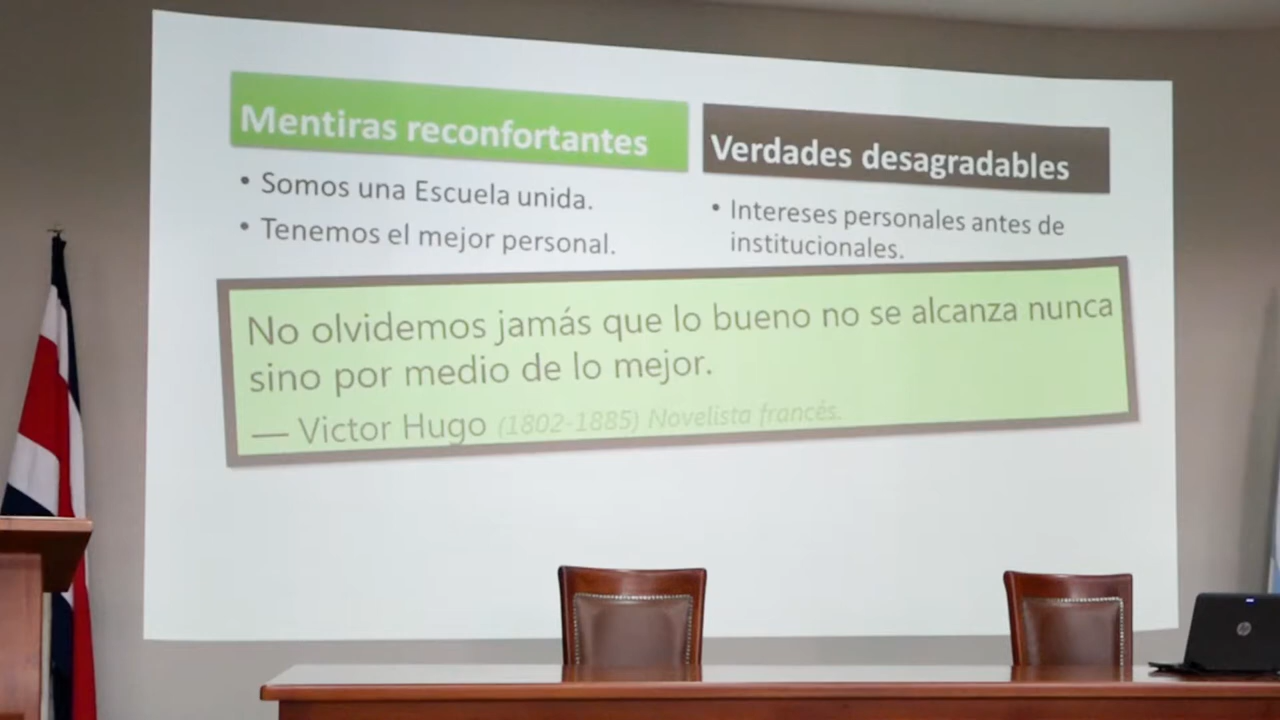 Mentiras reconfortantes
• Somos una Escuela unida.
• Tenemos el mejor personal.
Verdades desagradables
• Intereses personales antes de
institucionales.
No olvidemos jamás que lo bueno no se alcanza nunca
sino por medio de lo mejor.
— Victor Hugo (1802-1885) Novelista francés.
hp